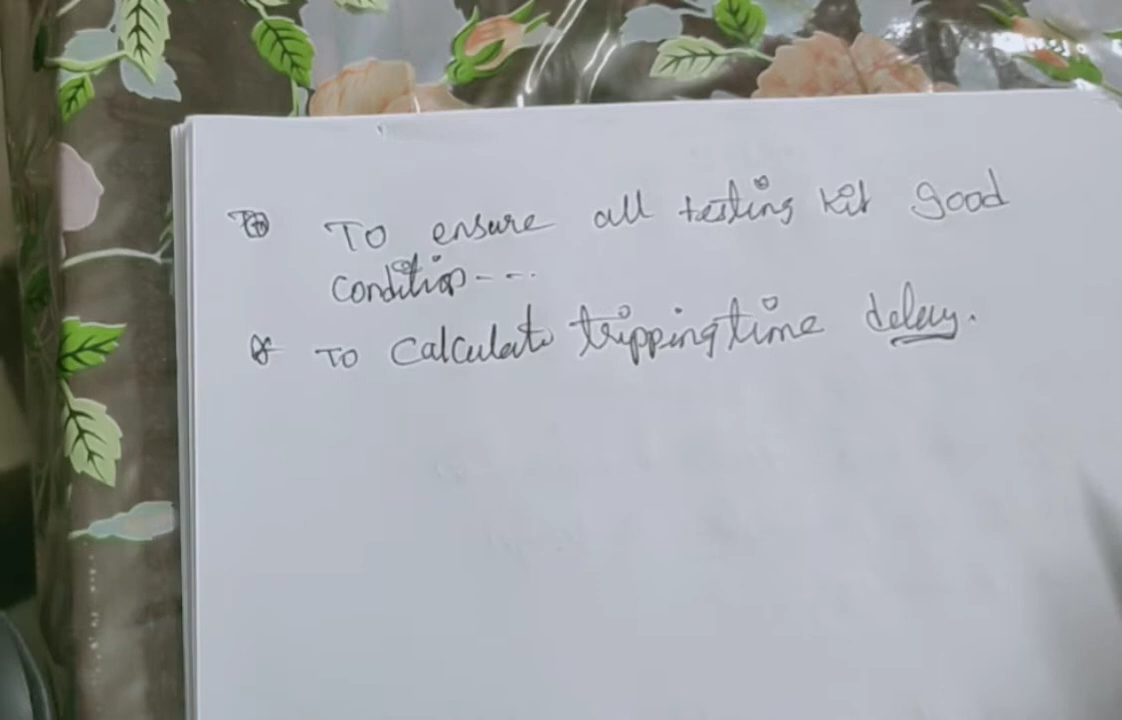 To ensure all testing kit good
condition---.
* To calculate tripping time delay.